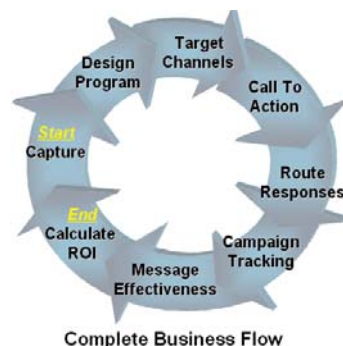 Start
Capture
Design
Program
Target
Channels
Call To
Action
Route
Responses
Campaign
Tracking
Message
Effectiveness
End
Calculate
ROI
Complete Business Flow